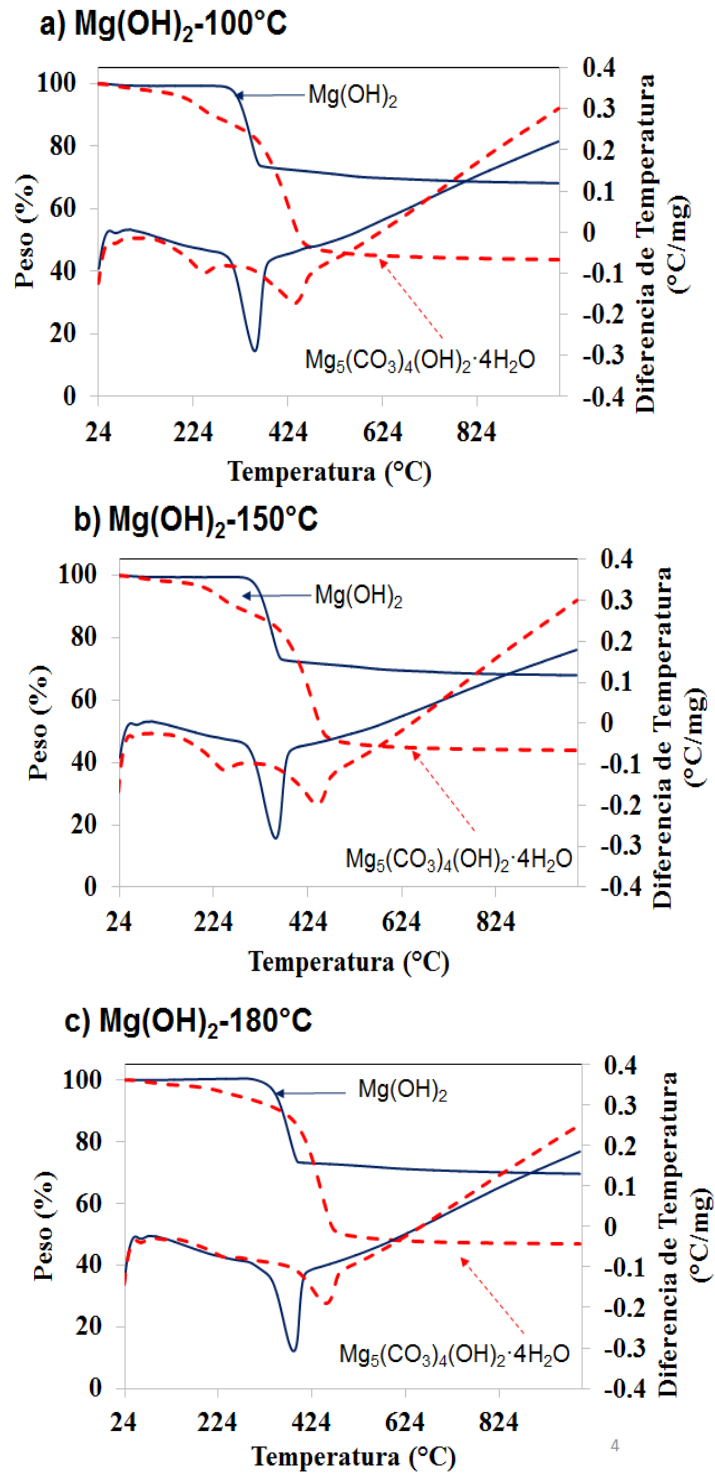 a) Mg(OH)₂-100°C
100
80
60
40
20
0
Peso (%)
0.4
0.3
0.2
0.1
0
-0.1
-0.2
-0.3
-0.4
Diferencia de Temperatura
(°C/mg)
Mg(OH)₂
Mg₅(CO₃)₄(OH)₂·4H₂O
24 224 424 624 824
Temperatura (°C)
b) Mg(OH)₂-150°C
100
80
60
40
20
0
Peso (%)
0.4
0.3
0.2
0.1
0
-0.1
-0.2
-0.3
-0.4
Diferencia de Temperatura
(°C/mg)
Mg(OH)₂
Mg₅(CO₃)₄(OH)₂·4H₂O
24 224 424 624 824
Temperatura (°C)
c) Mg(OH)₂-180°C
100
80
60
40
20
0
Peso (%)
0.4
0.3
0.2
0.1
0
-0.1
-0.2
-0.3
-0.4
Diferencia de Temperatura
(°C/mg)
Mg(OH)₂
Mg₅(CO₃)₄(OH)₂·4H₂O
24 224 424 624 824
Temperatura (°C)
4